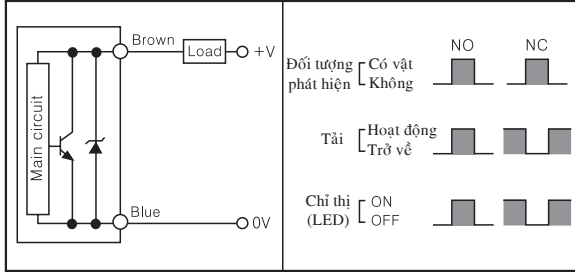 Brown
Load
+V
Main circuit
Blue
0V
NO NC
Đối tượng phát hiện
Có vật
Không
Tải
Hoạt động
Trở về
Chỉ thị (LED)
ON
OFF